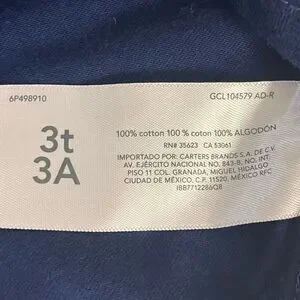 6P498910
GCL104579 AD-R
3t
3A
100% cotton 100 % coton 100% ALGODÓN
RN# 35623 CA 53061
IMPORTADO POR: CARTERS BRANDS S.A. DE C.V.
AV. EJÉRCITO NACIONAL NO. 843-B, NO. INT.
PISO 11 COL. GRANADA, MIGUEL HIDALGO
CIUDAD DE MÉXICO, C.P. 11520, MÉXICO RFC
IBB7712286Q8